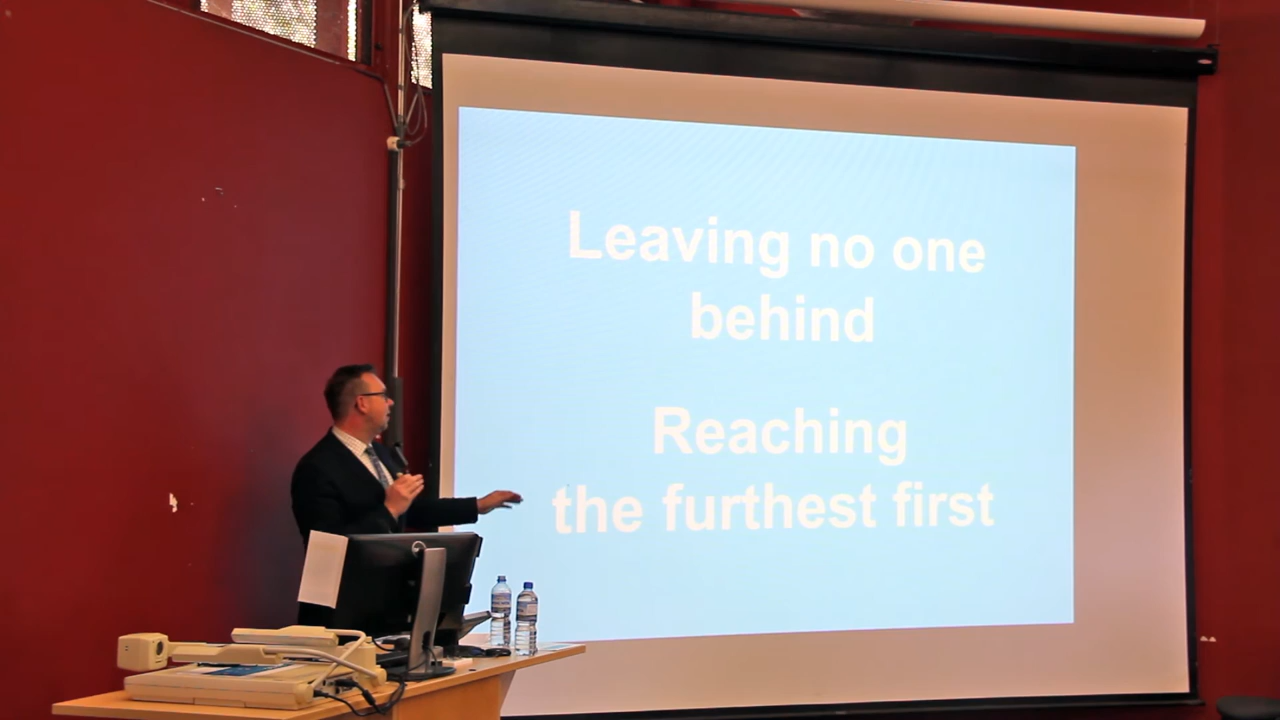 Leaving no one
behind
Reaching
the furthest first